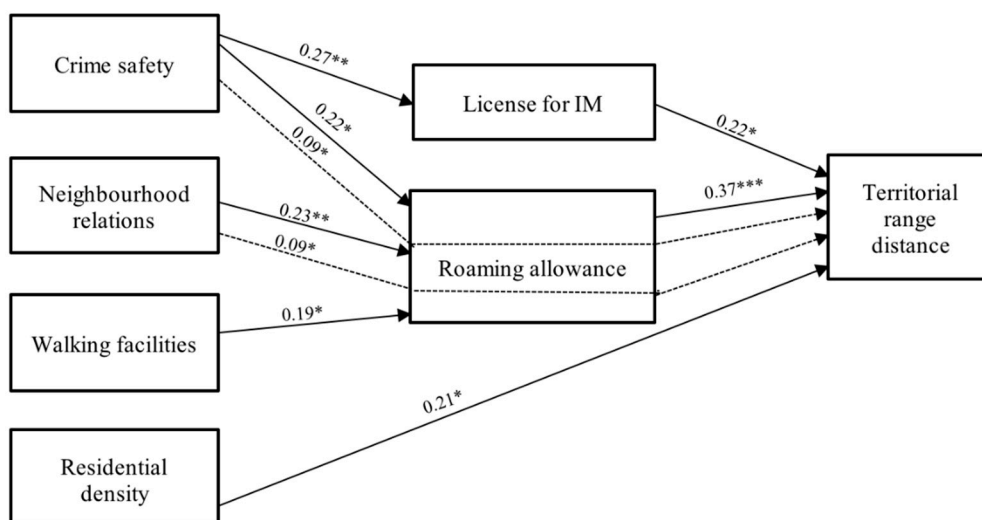 Crime safety
0.27**
License for IM
0.22*
0.22*
0.09*
Neighbourhood
relations
0.23**
0.09*
Roaming allowance
0.37***
Territorial
range
distance
Walking facilities
0.19*
0.21*
Residential
density